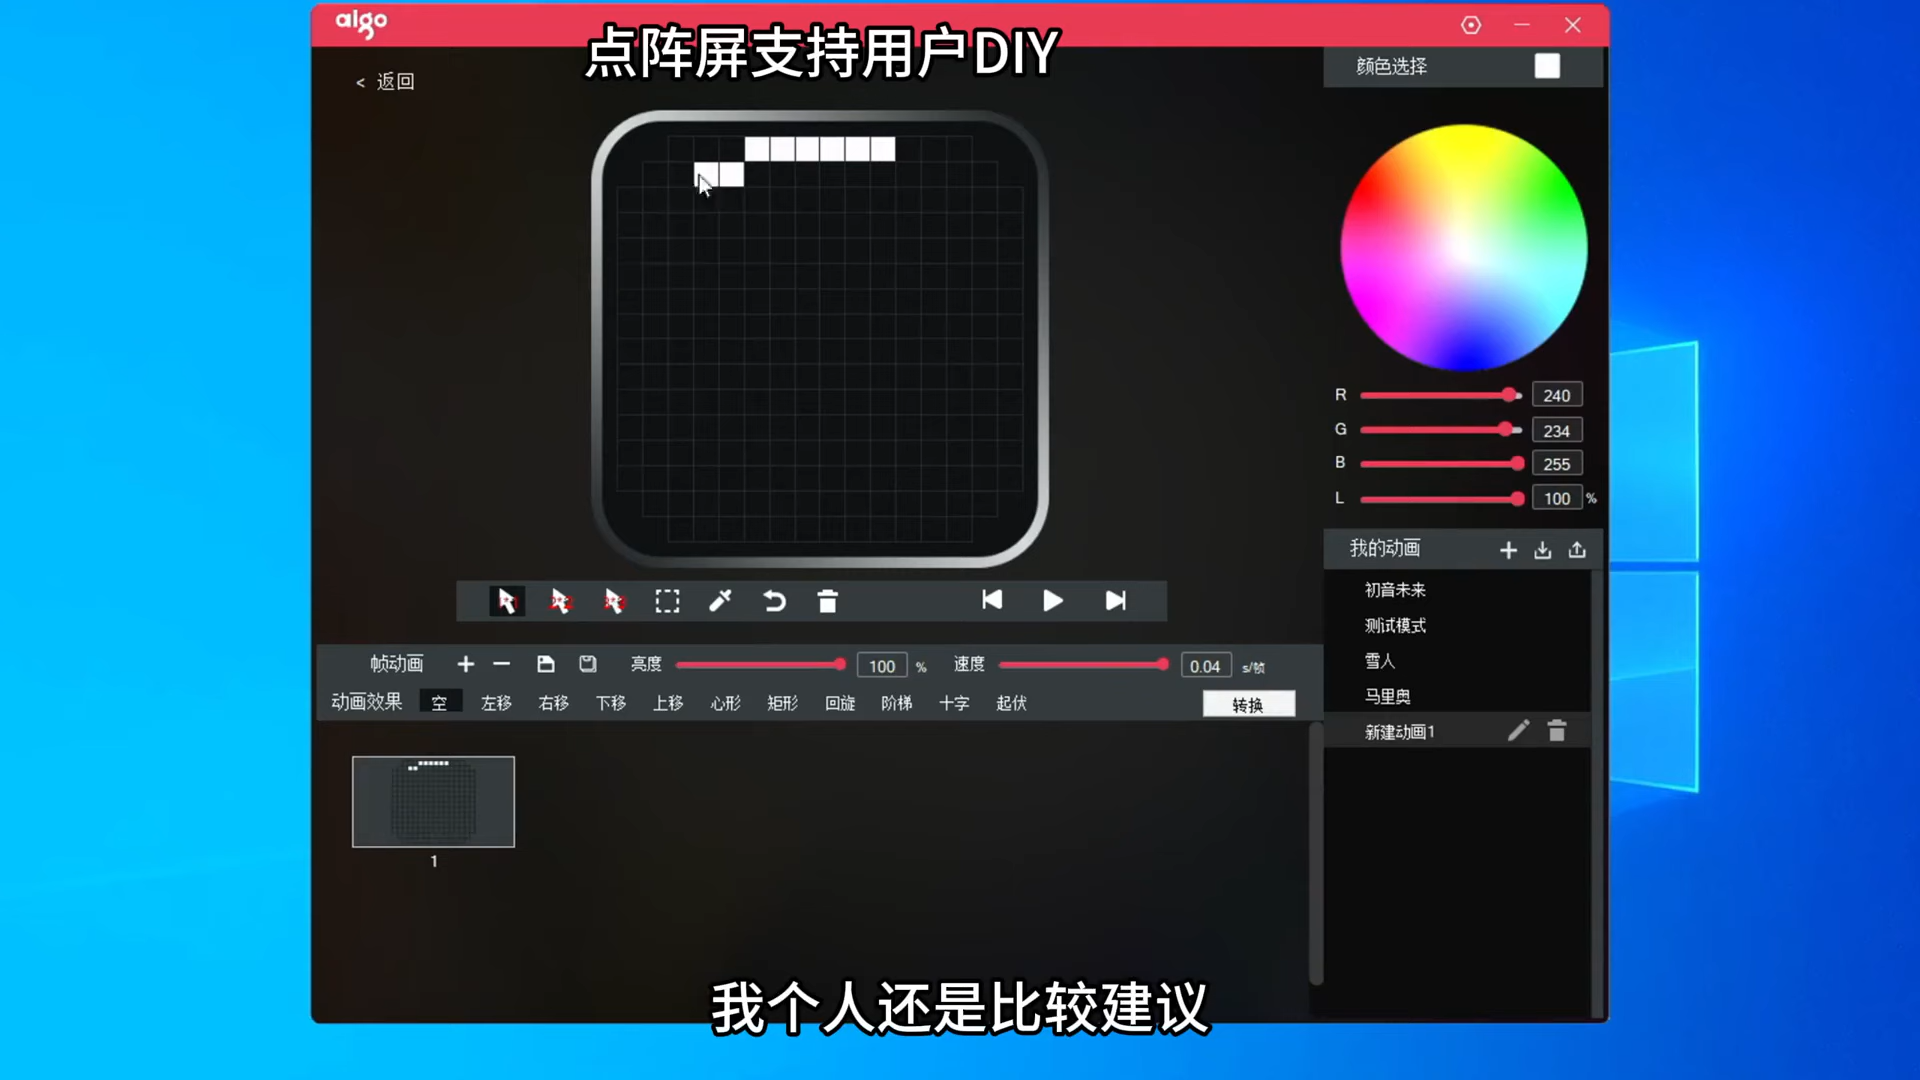 aigo
点阵屏支持用户DIY
< 返回
颜色选择
R 240
G 234
B 255
L 100 %
我的动画
初音未来
测试模式
雪人
马里奥
新建动画1
帧动画 亮度 100 % 速度 0.04 s/帧
动画效果 空 左移 右移 下移 上移 心形 矩形 回旋 阶梯 十字 起伏 转换
1
我个人还是比较建议